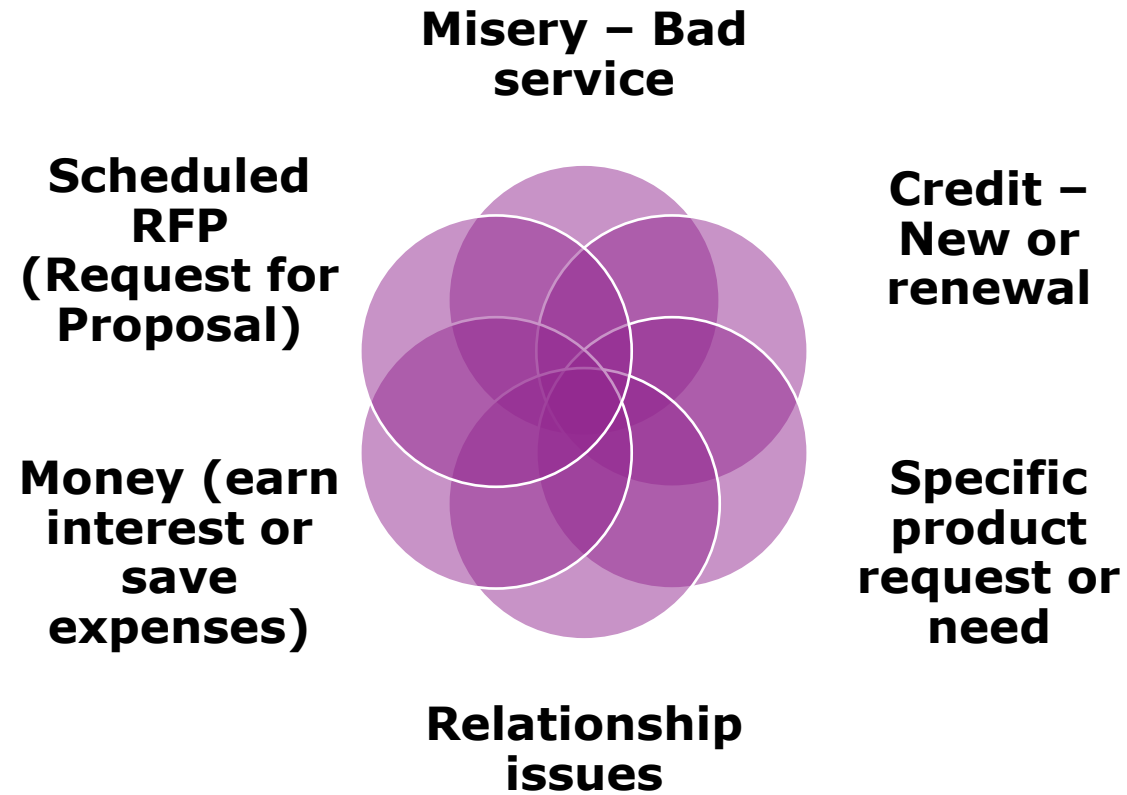 Misery – Bad
service
Scheduled
RFP
(Request for
Proposal)
Credit –
New or
renewal
Money (earn
interest or
save
expenses)
Specific
product
request or
need
Relationship
issues